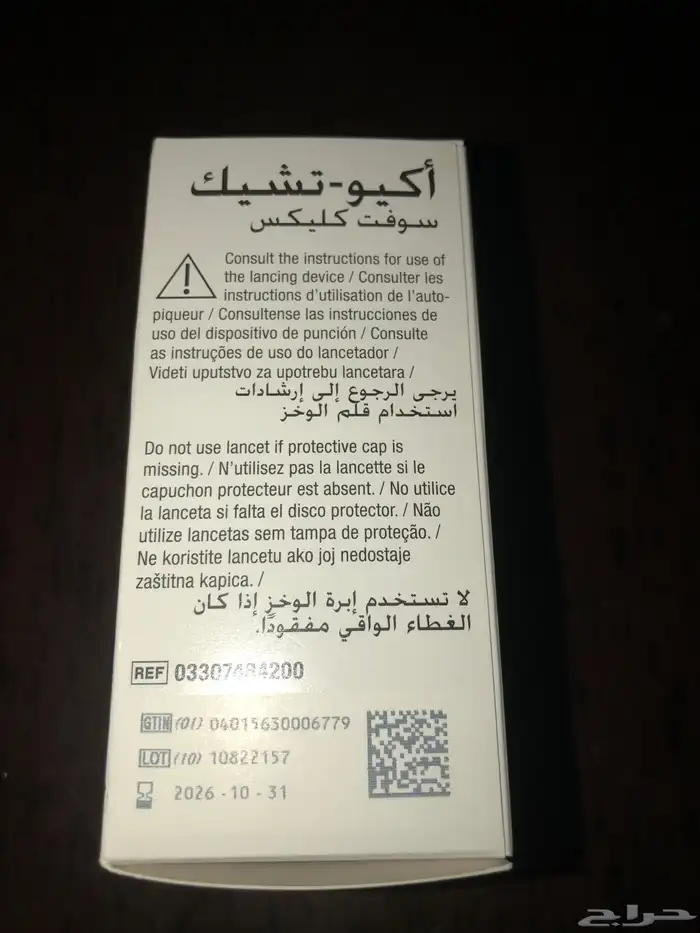 أكيو-تشيك
سوفت كليكس
Consult the instructions for use of
the lancing device / Consulter les
instructions d'utilisation de l'auto-
piqueur / Consultense las instrucciones de
uso del dispositivo de punción / Consulte
as instruções de uso do lancetador /
Videti uputstvo za upotrebu lancetara /
يرجى الرجوع إلى إرشادات
استخدام قلم الوخز
Do not use lancet if protective cap is
missing. / N'utilisez pas la lancette si le
capuchon protecteur est absent. / No utilice
la lanceta si falta el disco protector. / Não
utilize lancetas sem tampa de proteção. /
Ne koristite lancetu ako joj nedostaje
zaštitna kapica. /
لا تستخدم إبرة الوخز إذا كان
الغطاء الواقي مفقودًا.
REF 03307484200
GTIN (01) 04015630006779
LOT (10) 10822157
2026-10-31
حراج